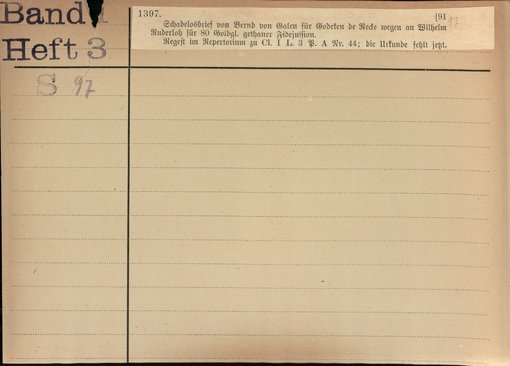 Band 1
Heft 3
S 97
1397. [91
Schadelosbrief von Bernd von Galen für Godeken de Recke wegen an Wilhelm
Ruderloh für 80 Goldgl. gethaner Fidejussion.
Regest im Repertorium zu Cl. I L. 3 P. A Nr. 44; die Urkunde fehlt jetzt.